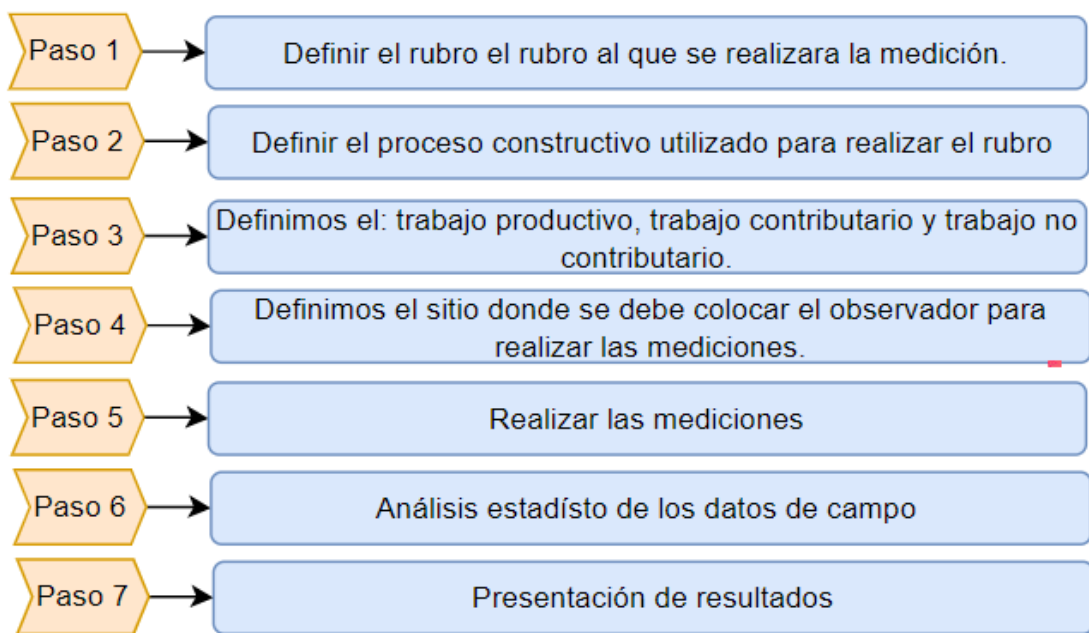 Paso 1
Definir el rubro el rubro al que se realizara la medición.
Paso 2
Definir el proceso constructivo utilizado para realizar el rubro
Paso 3
Definimos el: trabajo productivo, trabajo contributario y trabajo no
contributario.
Paso 4
Definimos el sitio donde se debe colocar el observador para
realizar las mediciones.
Paso 5
Realizar las mediciones
Paso 6
Análisis estadísto de los datos de campo
Paso 7
Presentación de resultados